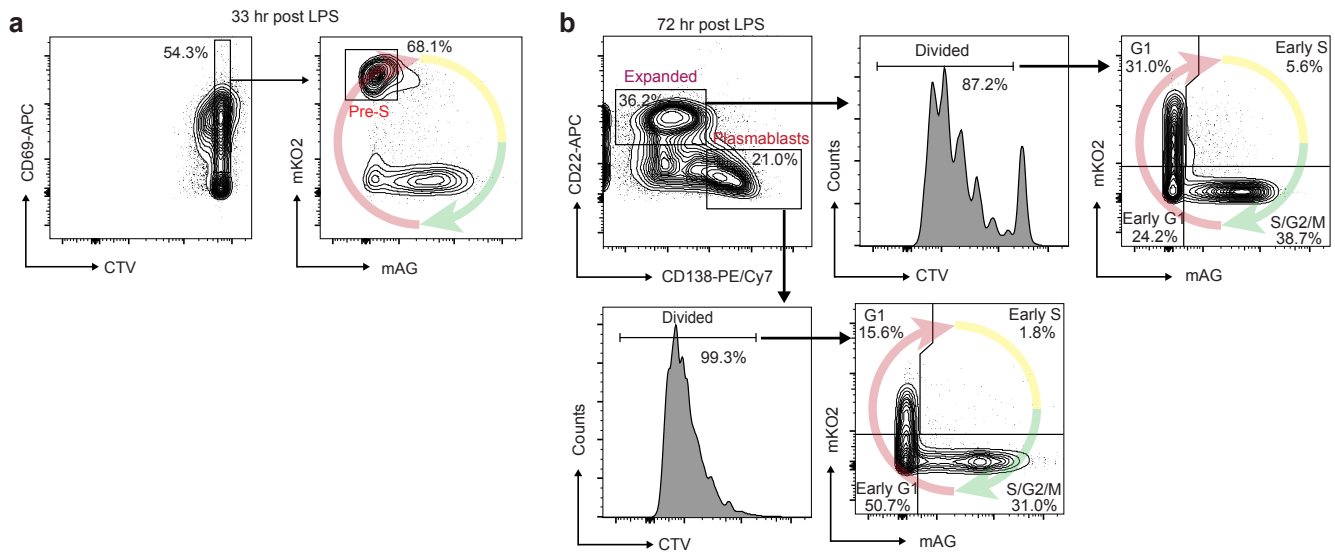 a
33 hr post LPS
54.3%
CD69-APC
CTV
68.1%
Pre-S
mKO2
mAG
b
72 hr post LPS
Expanded
36.2%
Plasmablasts
21.0%
CD22-APC
CD138-PE/Cy7
Divided
87.2%
Counts
CTV
G1
31.0%
Early S
5.6%
mKO2
Early G1
24.2%
S/G2/M
38.7%
mAG
Divided
99.3%
Counts
CTV
G1
15.6%
Early S
1.8%
mKO2
Early G1
50.7%
S/G2/M
31.0%
mAG